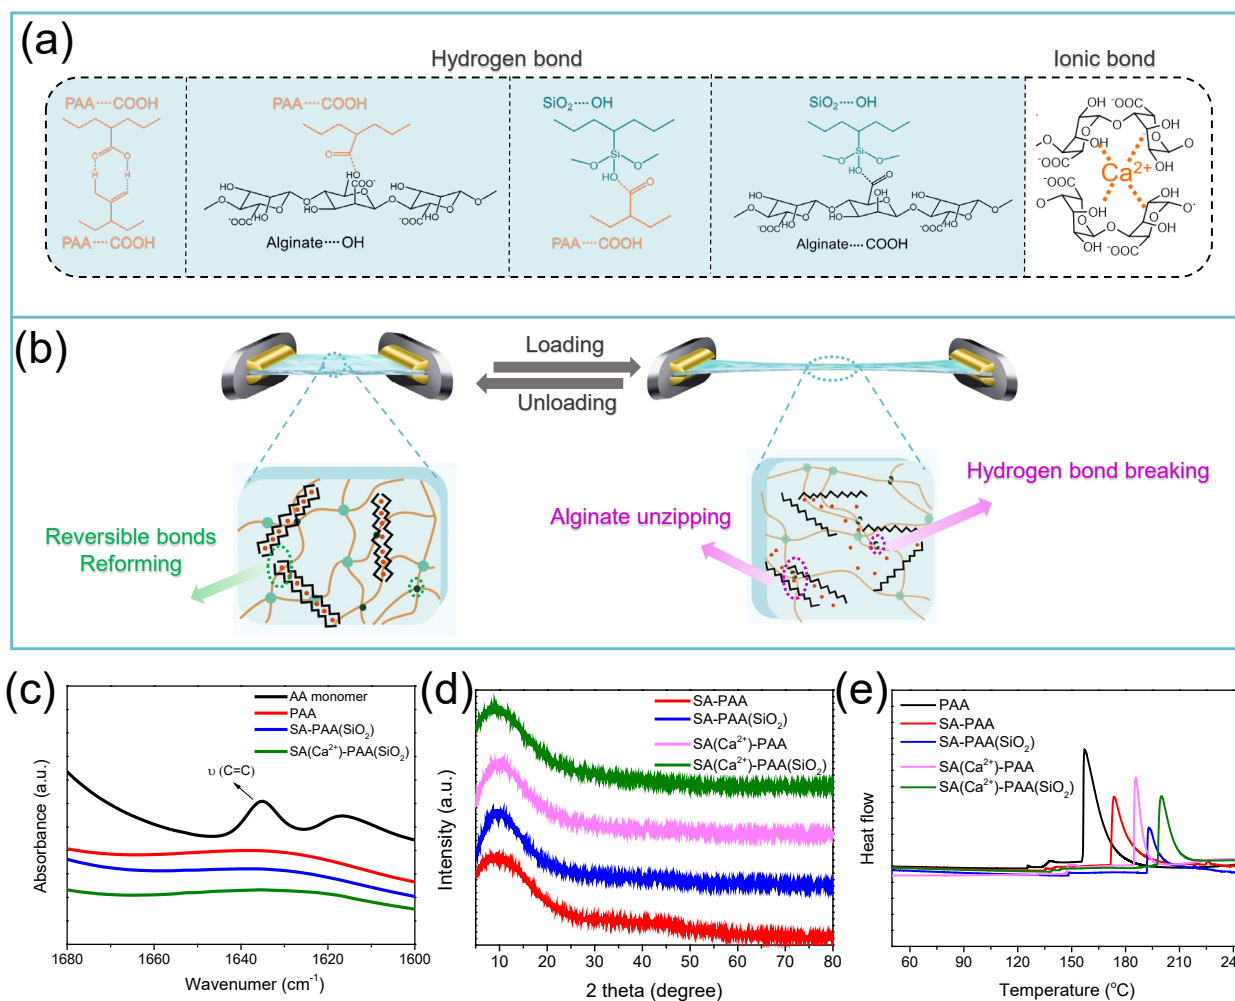 (a)
Hydrogen bond
Ionic bond
PAA····COOH
O
O
H
H
PAA····COOH
PAA····COOH
Alginate····OH
SiO₂····OH
Si
O
O
HO
O
PAA····COOH
SiO₂····OH
Si
O
O
HO
O
Alginate····COOH
Ca²⁺
(b)
Loading
Unloading
Reversible bonds
Reforming
Alginate unzipping
Hydrogen bond breaking
(c)
AA monomer
PAA
SA-PAA(SiO₂)
SA(Ca²⁺)-PAA(SiO₂)
υ (C=C)
Absorbance (a.u.)
1680
1660
1640
1620
1600
Wavenumer (cm⁻¹)
(d)
SA-PAA
SA-PAA(SiO₂)
SA(Ca²⁺)-PAA
SA(Ca²⁺)-PAA(SiO₂)
Intensity (a.u.)
10
20
30
40
50
60
70
80
2 theta (degree)
(e)
PAA
SA-PAA
SA-PAA(SiO₂)
SA(Ca²⁺)-PAA
SA(Ca²⁺)-PAA(SiO₂)
Heat flow
60
90
120
150
180
210
Temperature (°C)